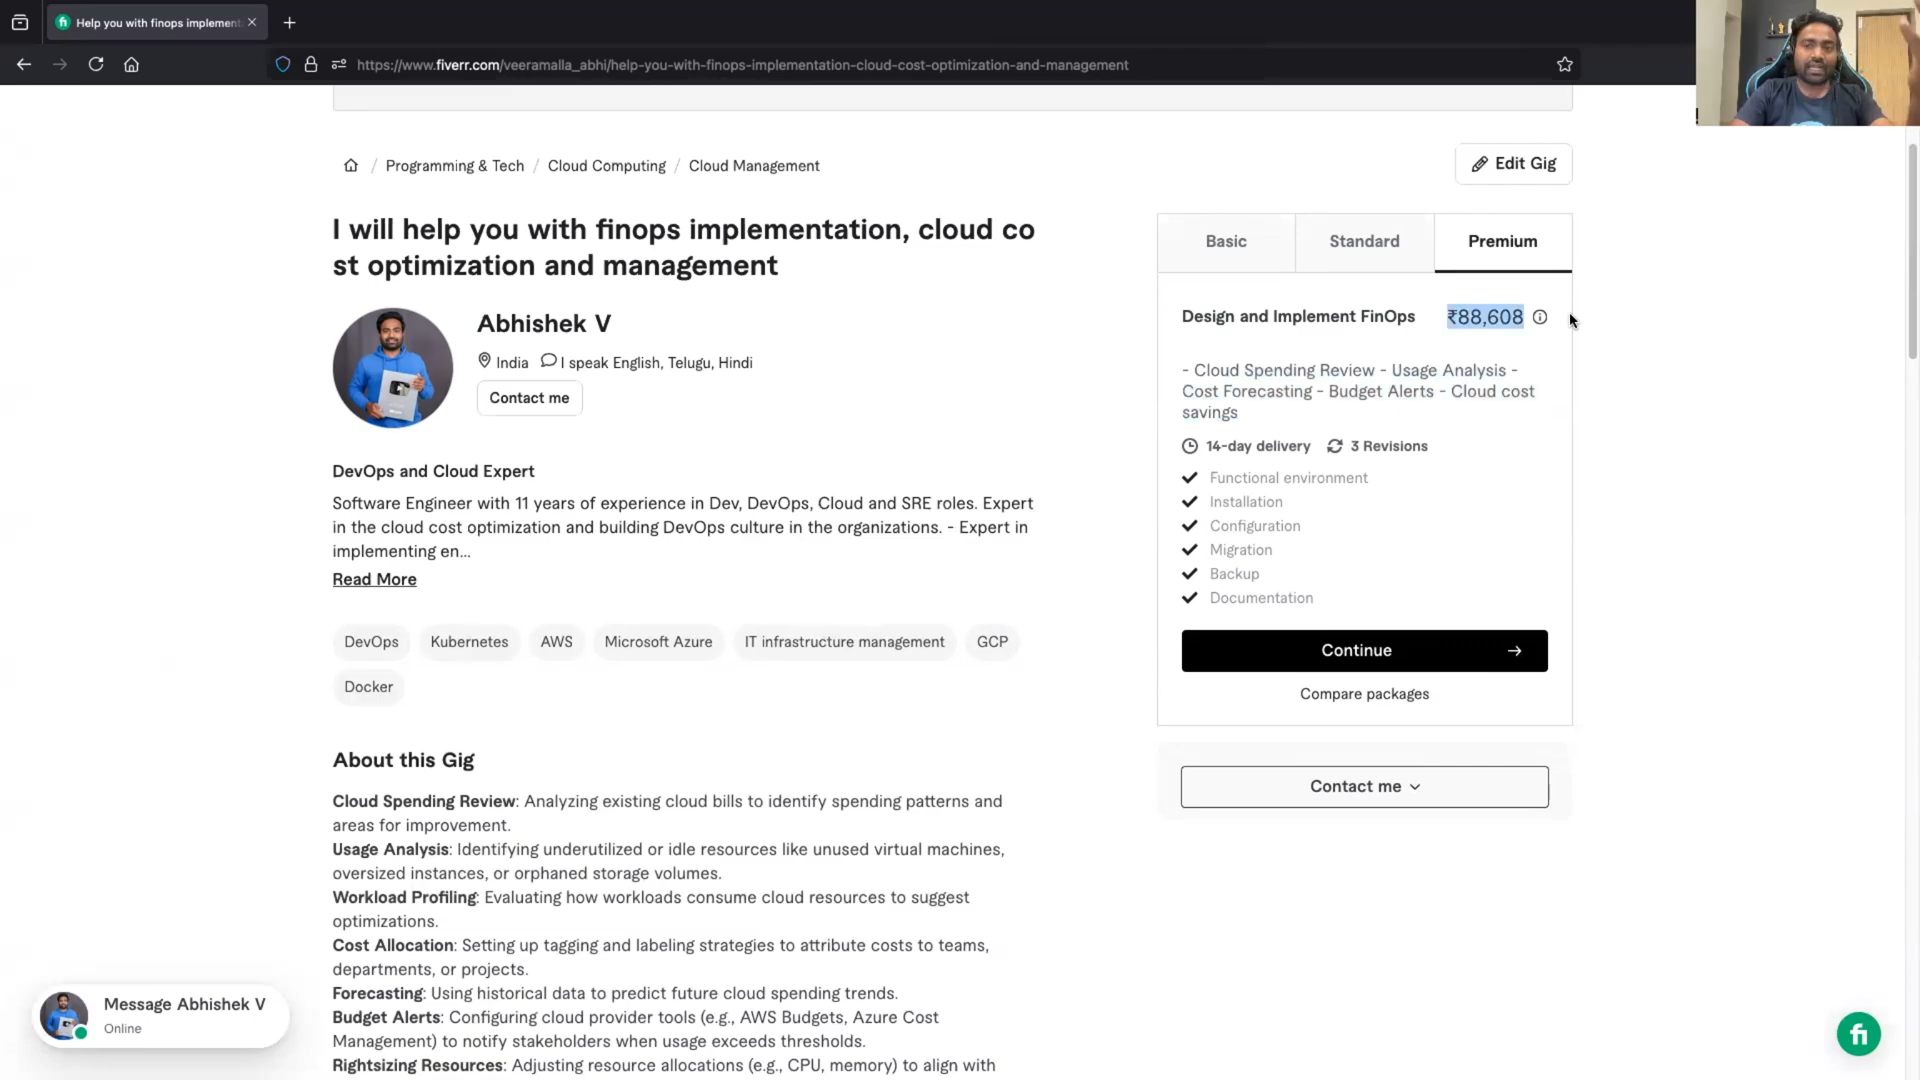 Help you with finops implement
https://www.fiverr.com/veeramalla_abhi/help-you-with-finops-implementation-cloud-cost-optimization-and-management
/ Programming & Tech / Cloud Computing / Cloud Management
Edit Gig
I will help you with finops implementation, cloud co
st optimization and management
Abhishek V
India I speak English, Telugu, Hindi
Contact me
DevOps and Cloud Expert
Software Engineer with 11 years of experience in Dev, DevOps, Cloud and SRE roles. Expert
in the cloud cost optimization and building DevOps culture in the organizations. - Expert in
implementing en...
Read More
DevOps Kubernetes AWS Microsoft Azure IT infrastructure management GCP
Docker
About this Gig
Cloud Spending Review: Analyzing existing cloud bills to identify spending patterns and
areas for improvement.
Usage Analysis: Identifying underutilized or idle resources like unused virtual machines,
oversized instances, or orphaned storage volumes.
Workload Profiling: Evaluating how workloads consume cloud resources to suggest
optimizations.
Cost Allocation: Setting up tagging and labeling strategies to attribute costs to teams,
departments, or projects.
Forecasting: Using historical data to predict future cloud spending trends.
Budget Alerts: Configuring cloud provider tools (e.g., AWS Budgets, Azure Cost
Management) to notify stakeholders when usage exceeds thresholds.
Rightsizing Resources: Adjusting resource allocations (e.g., CPU, memory) to align with
Basic Standard Premium
Design and Implement FinOps ₹88,608
- Cloud Spending Review - Usage Analysis -
Cost Forecasting - Budget Alerts - Cloud cost
savings
14-day delivery 3 Revisions
Functional environment
Installation
Configuration
Migration
Backup
Documentation
Continue
Compare packages
Contact me
Message Abhishek V
Online
fi